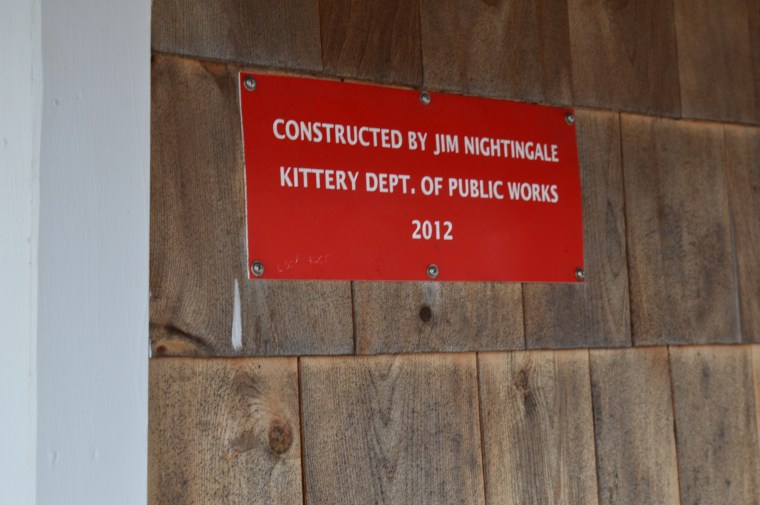 CONSTRUCTED BY JIM NIGHTINGALE
KITTERY DEPT. OF PUBLIC WORKS
2012